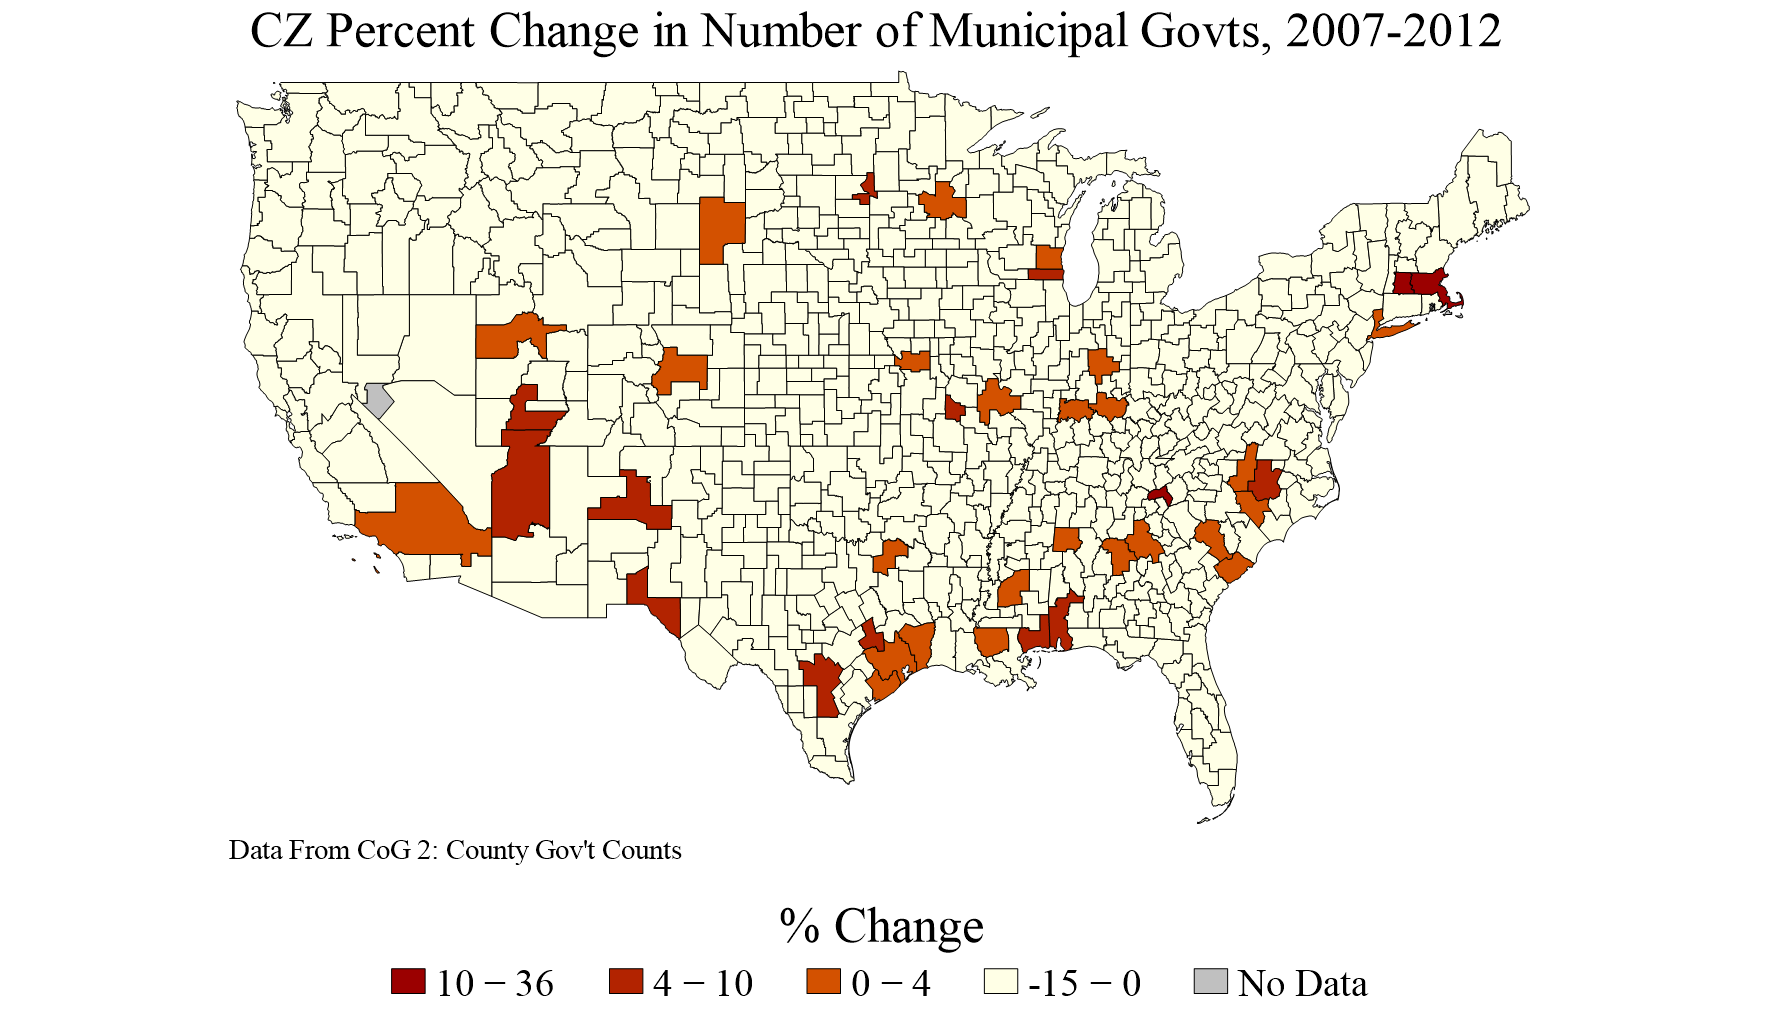 CZ Percent Change in Number of Municipal Govts, 2007-2012
Data From CoG 2: County Gov't Counts
% Change
10 − 36
4 − 10
0 − 4
-15 − 0
No Data